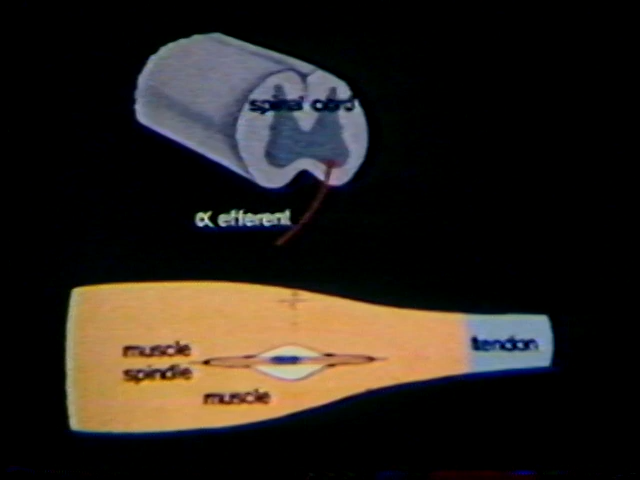 spinal cord
α efferent
muscle
spindle
muscle
tendon